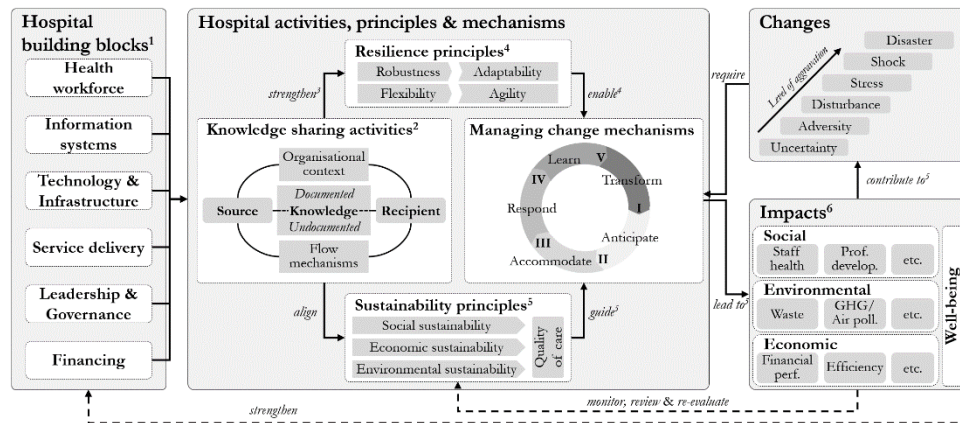 Hospital
building blocks1
Health
workforce
Information
systems
Technology &
Infrastructure
Service delivery
Leadership &
Governance
Financing
Hospital activities, principles & mechanisms
Resilience principles4
Robustness
Adaptability
Flexibility
Agility
strengthen3
enable4
Knowledge sharing activities2
Organisational
context
Documented
Source
Knowledge
Recipient
Undocumented
Flow
mechanisms
Managing change mechanisms
Learn
V
Transform
IV
I
Respond
Anticipate
III
II
Accommodate
align
guide5
Sustainability principles5
Social sustainability
Economic sustainability
Environmental sustainability
Quality
of care
Changes
Disaster
Shock
Stress
Disturbance
Adversity
Uncertainty
Level of aggravation
require
contribute to5
lead to5
Impacts6
Social
Staff
health
Prof.
develop.
etc.
Environmental
Waste
GHG/
Air poll.
etc.
Economic
Financial
perf.
Efficiency
etc.
Well-being
monitor, review & re-evaluate
strengthen